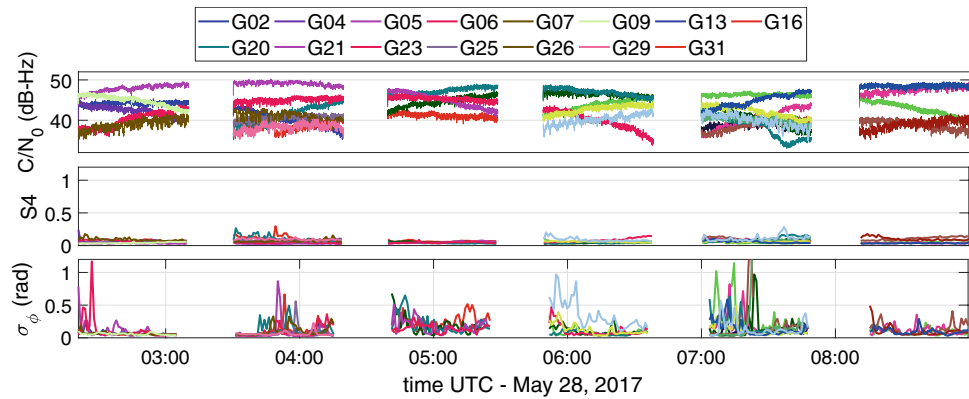 G02 G04 G05 G06 G07 G09 G13 G16
G20 G21 G23 G25 G26 G29 G31
50
40
C/N0 (dB-Hz)
1
0.5
0
S4
1
0.5
0
σϕ (rad)
03:00 04:00 05:00 06:00 07:00 08:00
time UTC - May 28, 2017